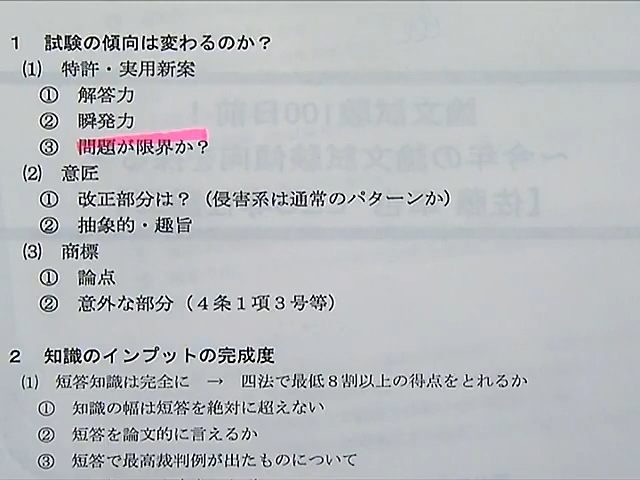 1 試験の傾向は変わるのか？
(1) 特許・実用新案
① 解答力
② 瞬発力
③ 問題が限界か？
(2) 意匠
① 改正部分は？（侵害系は通常のパターンか）
② 抽象的・趣旨
(3) 商標
① 論点
② 意外な部分（４条１項３号等）
2 知識のインプットの完成度
(1) 短答知識は完全に → 四法で最低８割以上の得点をとれるか
① 知識の幅は短答を絶対に超えない
② 短答を論文的に言えるか
③ 短答で最高裁判例が出たものについて